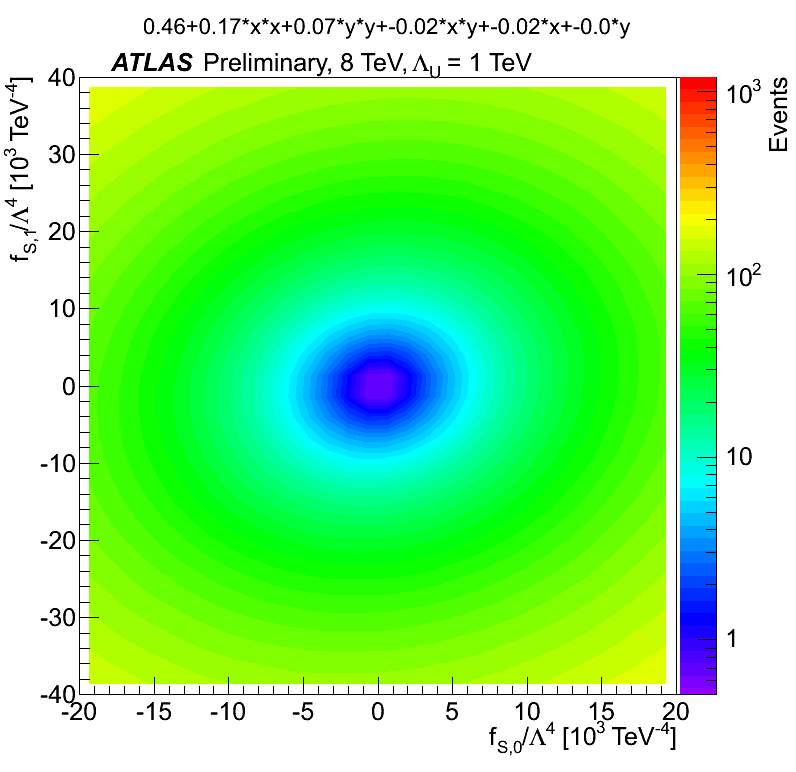 0.46+0.17*x*x+0.07*y*y+-0.02*x*y+-0.02*x+-0.0*y
ATLAS Preliminary, 8 TeV, Λ_U = 1 TeV
f_S,1/Λ^4 [10^3 TeV^-4]
40
30
20
10
0
-10
-20
-30
-40
-20 -15 -10 -5 0 5 10 15 20
f_S,0/Λ^4 [10^3 TeV^-4]
Events
10^3
10^2
10
1